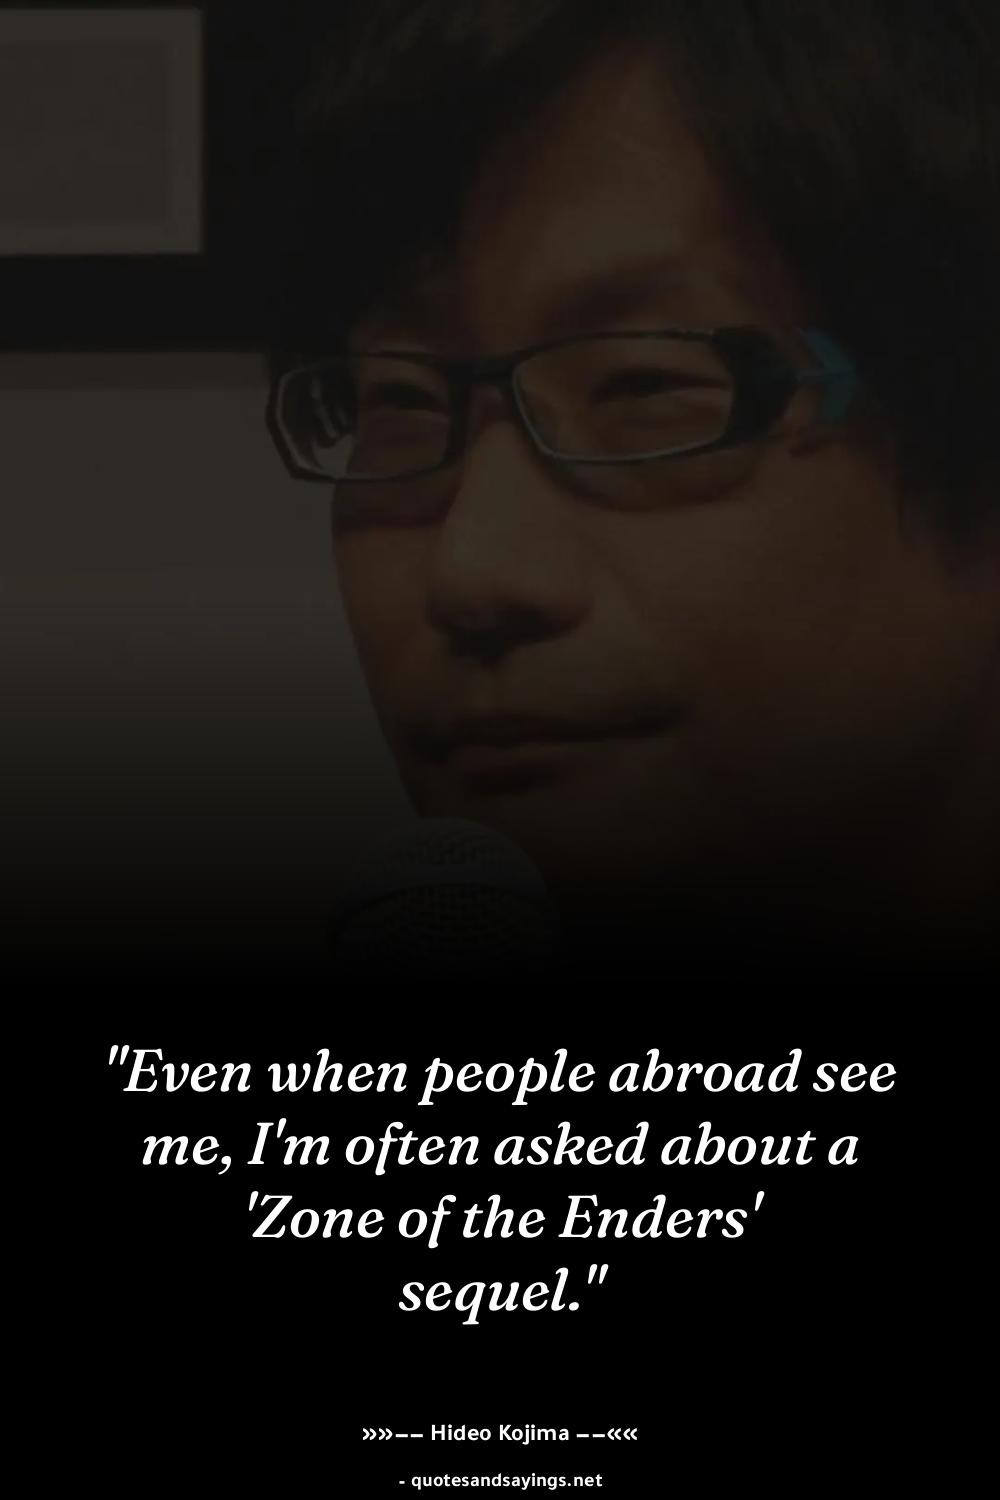 "Even when people abroad see
me, I'm often asked about a
'Zone of the Enders'
sequel."
»»–– Hideo Kojima ––««
- quotesandsayings.net